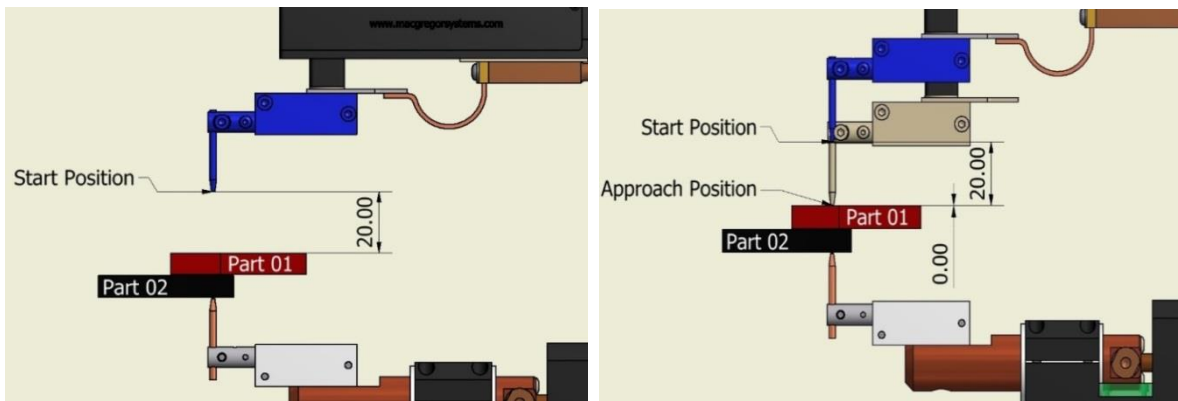 www.macgregorsystems.com
Start Position
20.00
Part 01
Part 02
Start Position
20.00
Approach Position
Part 01
Part 02
0.00